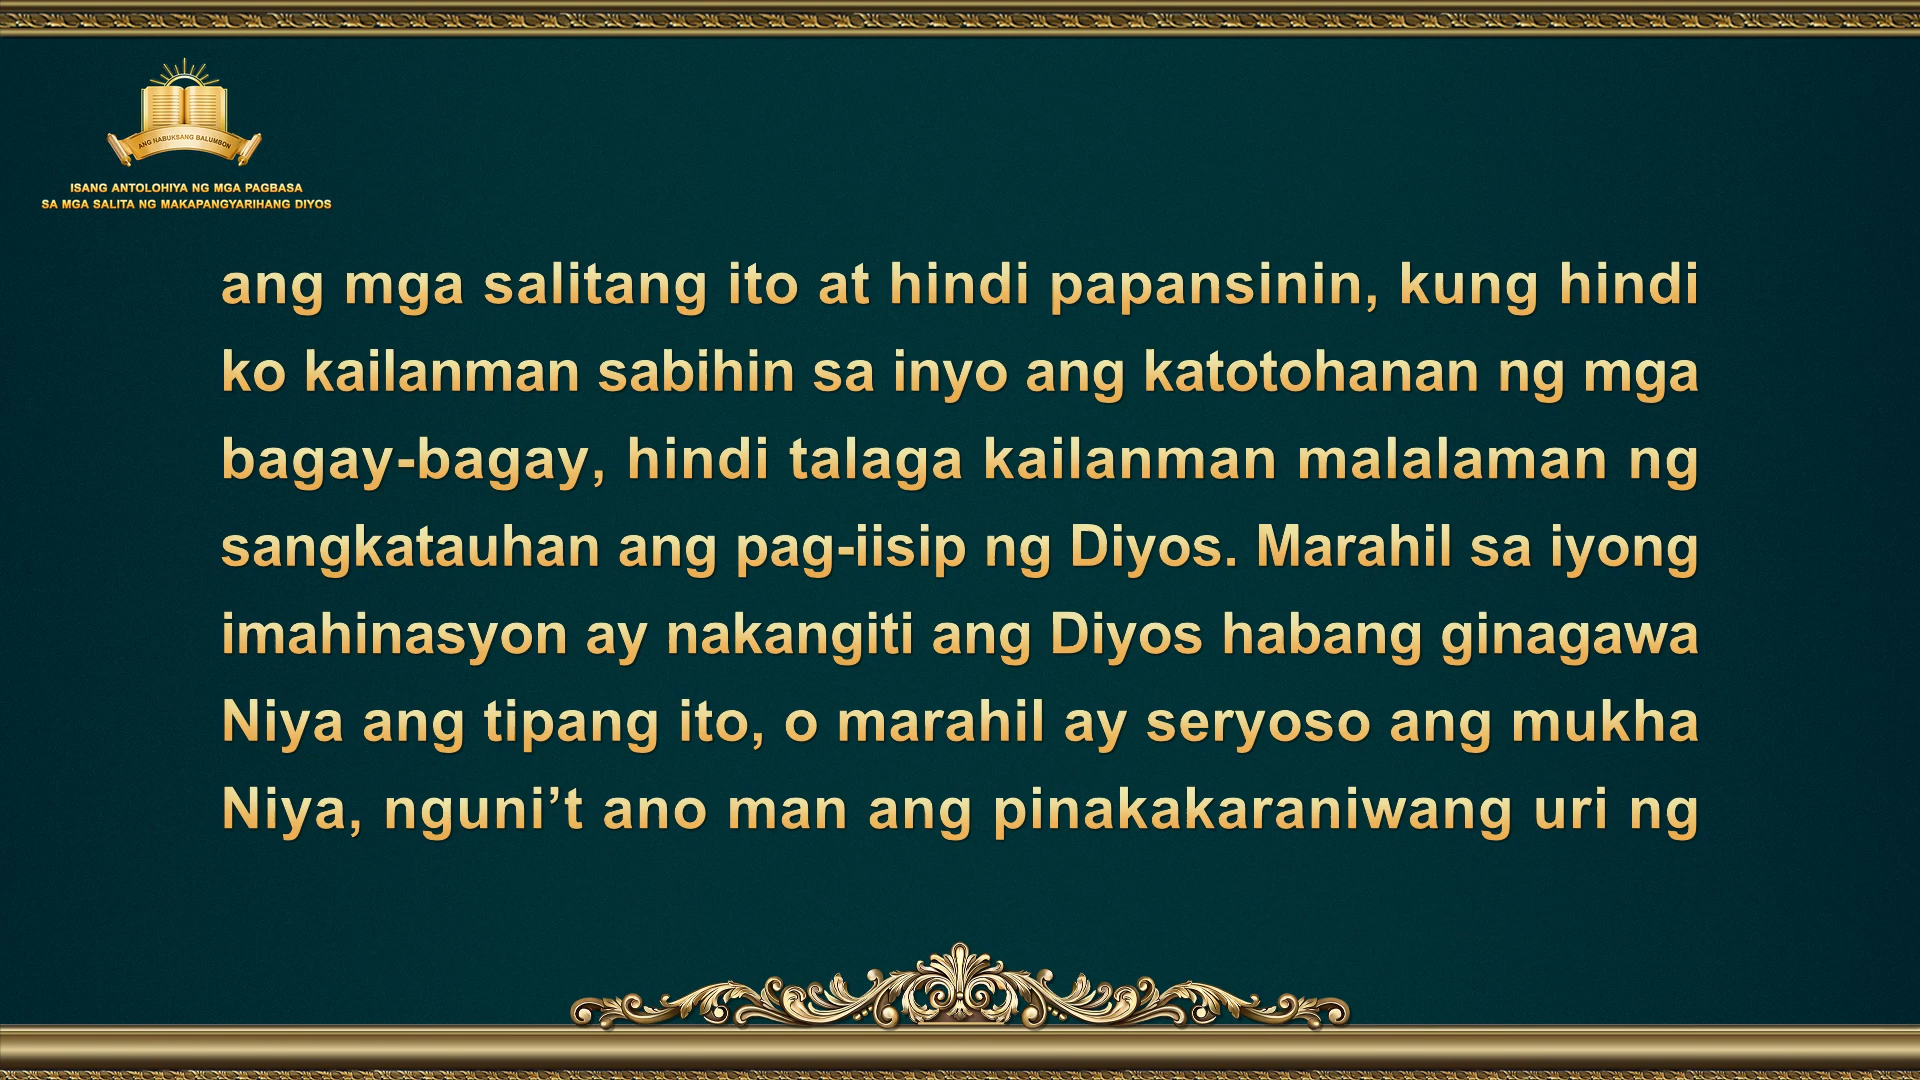 ANG NABUKSANG BALUMBON
ISANG ANTOLOHIYA NG MGA PAGBASA
SA MGA SALITA NG MAKAPANGYARIHANG DIYOS
ang mga salitang ito at hindi papansinin, kung hindi
ko kailanman sabihin sa inyo ang katotohanan ng mga
bagay-bagay, hindi talaga kailanman malalaman ng
sangkatauhan ang pag-iisip ng Diyos. Marahil sa iyong
imahinasyon ay nakangiti ang Diyos habang ginagawa
Niya ang tipang ito, o marahil ay seryoso ang mukha
Niya, nguni’t ano man ang pinakakaraniwang uri ng